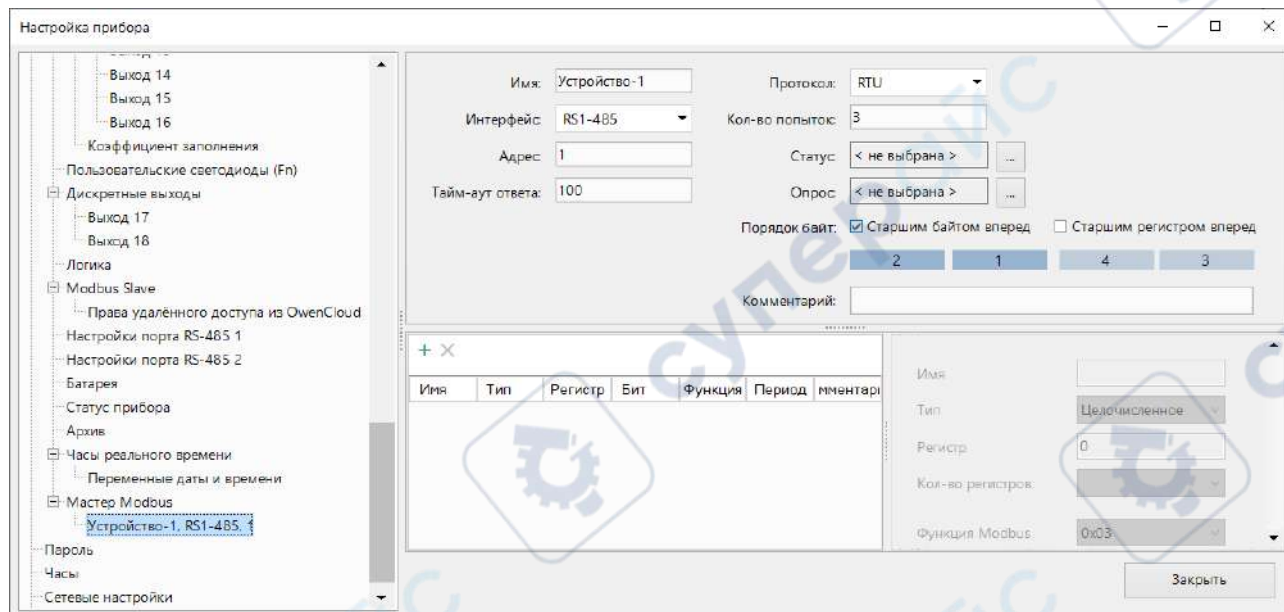 Настройка прибора
Выход 14
Выход 15
Выход 16
Коэффициент заполнения
Пользовательские светодиоды (Fn)
Дискретные выходы
Выход 17
Выход 18
Логика
Modbus Slave
Права удалённого доступа из OwenCloud
Настройки порта RS-485 1
Настройки порта RS-485 2
Батарея
Статус прибора
Архив
Часы реального времени
Переменные даты и времени
Мастер Modbus
Устройство-1, RS1-485, 1
Пароль
Часы
Сетевые настройки
Имя: Устройство-1 Протокол: RTU
Интерфейс: RS1-485 Кол-во попыток: 3
Адрес: 1 Статус: < не выбрана > ...
Тайм-аут ответа: 100 Опрос: < не выбрана > ...
Порядок байт: Старшим байтом вперед Старшим регистром вперед
2 1 4 3
Комментарий:
Имя Тип Регистр Бит Функция Период мментари
Имя
Тип Целочисленное
Регистр 0
Кол-во регистров:
Функция Modbus 0x03
Закрыть
суперайс